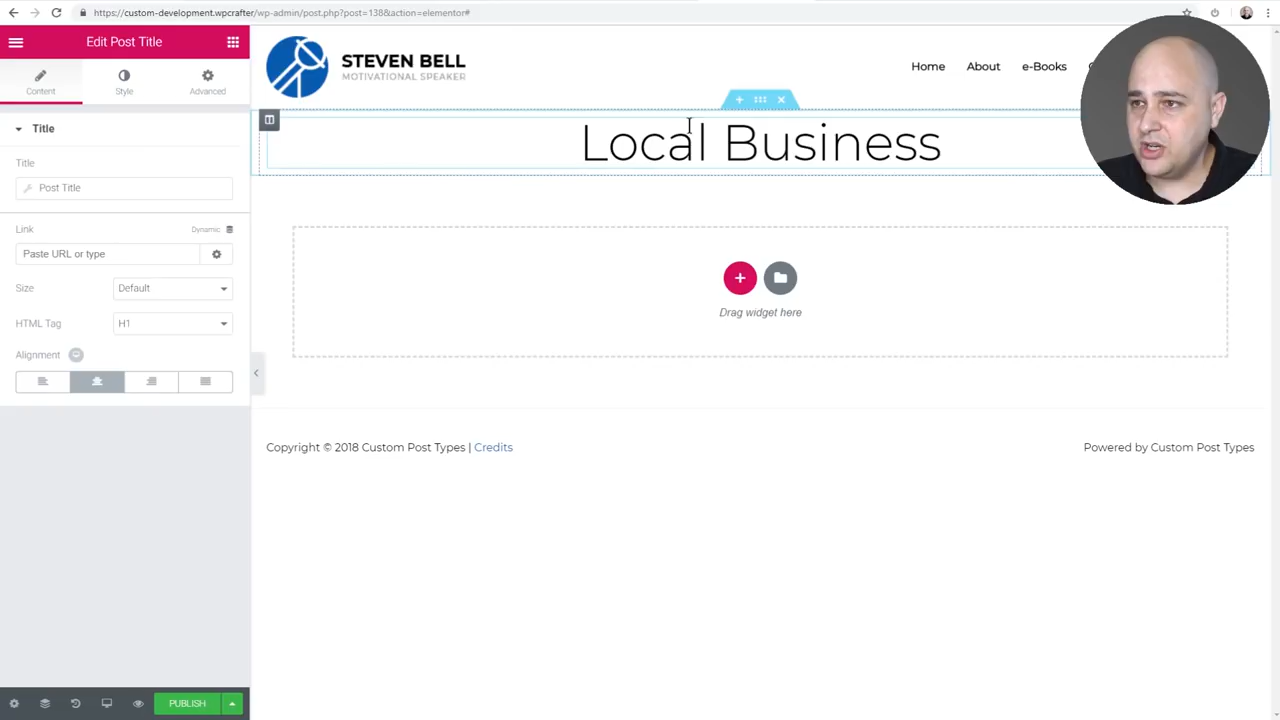 https://custom-development.wpcrafter/wp-admin/post.php?post=138&action=elementor#
Edit Post Title
Content
Style
Advanced
Title
Title
Post Title
Link
Dynamic
Paste URL or type
Size
Default
HTML Tag
H1
Alignment
PUBLISH
STEVEN BELL
MOTIVATIONAL SPEAKER
Home
About
e-Books
Local Business
Drag widget here
Copyright © 2018 Custom Post Types | Credits
Powered by Custom Post Types